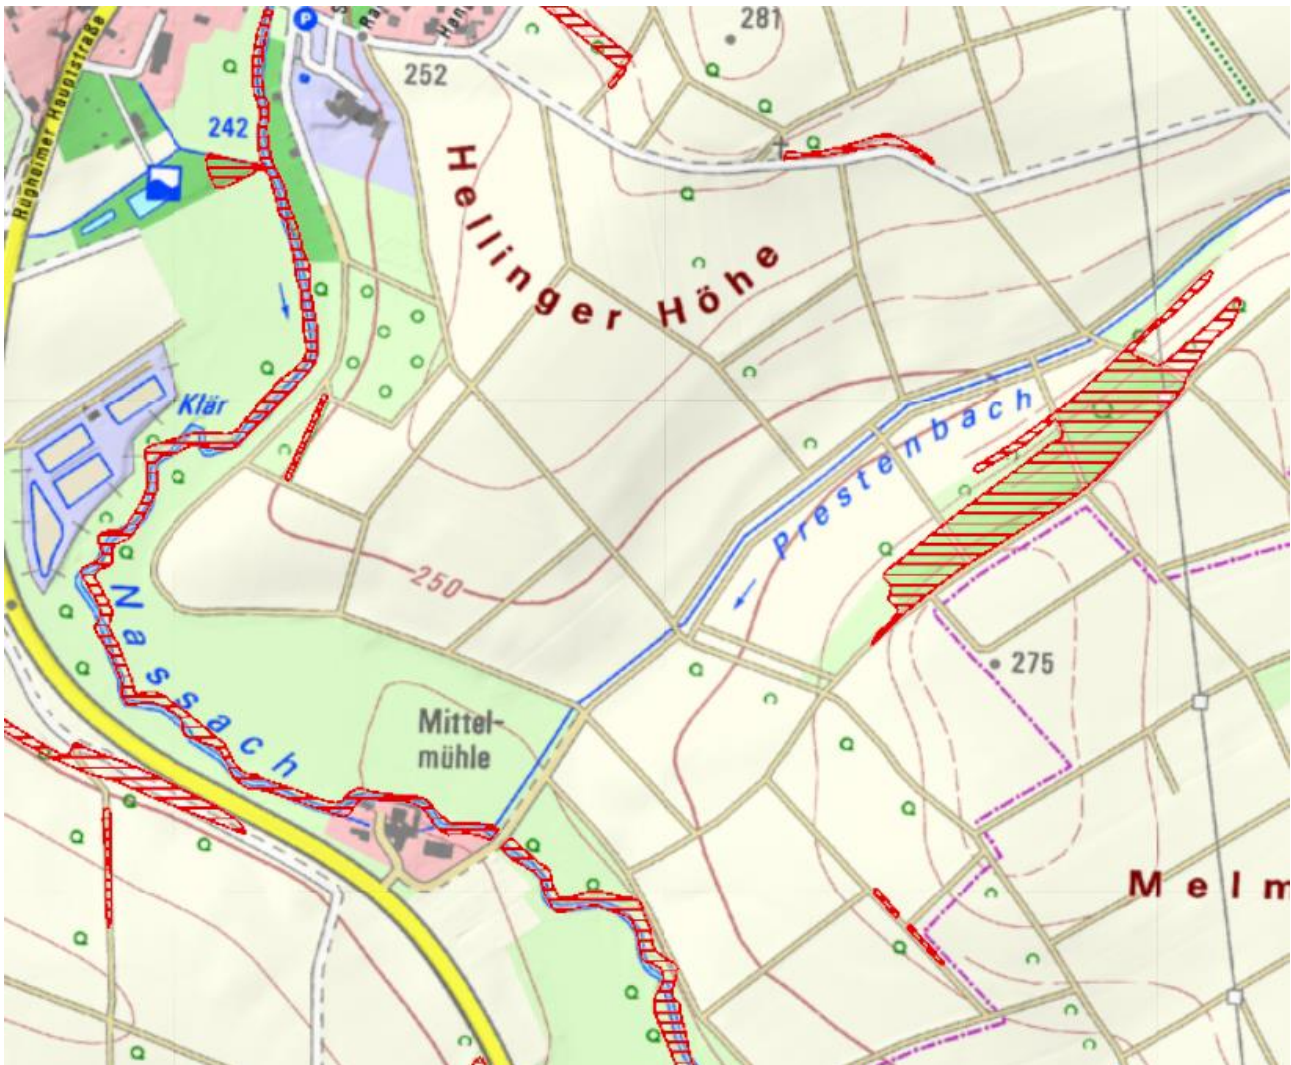 P
281
252
Rügheimer Hauptstraße
242
Hellinger Höhe
Klär
Prestenbach
250
Nassach
275
Mittel-
mühle
Melm